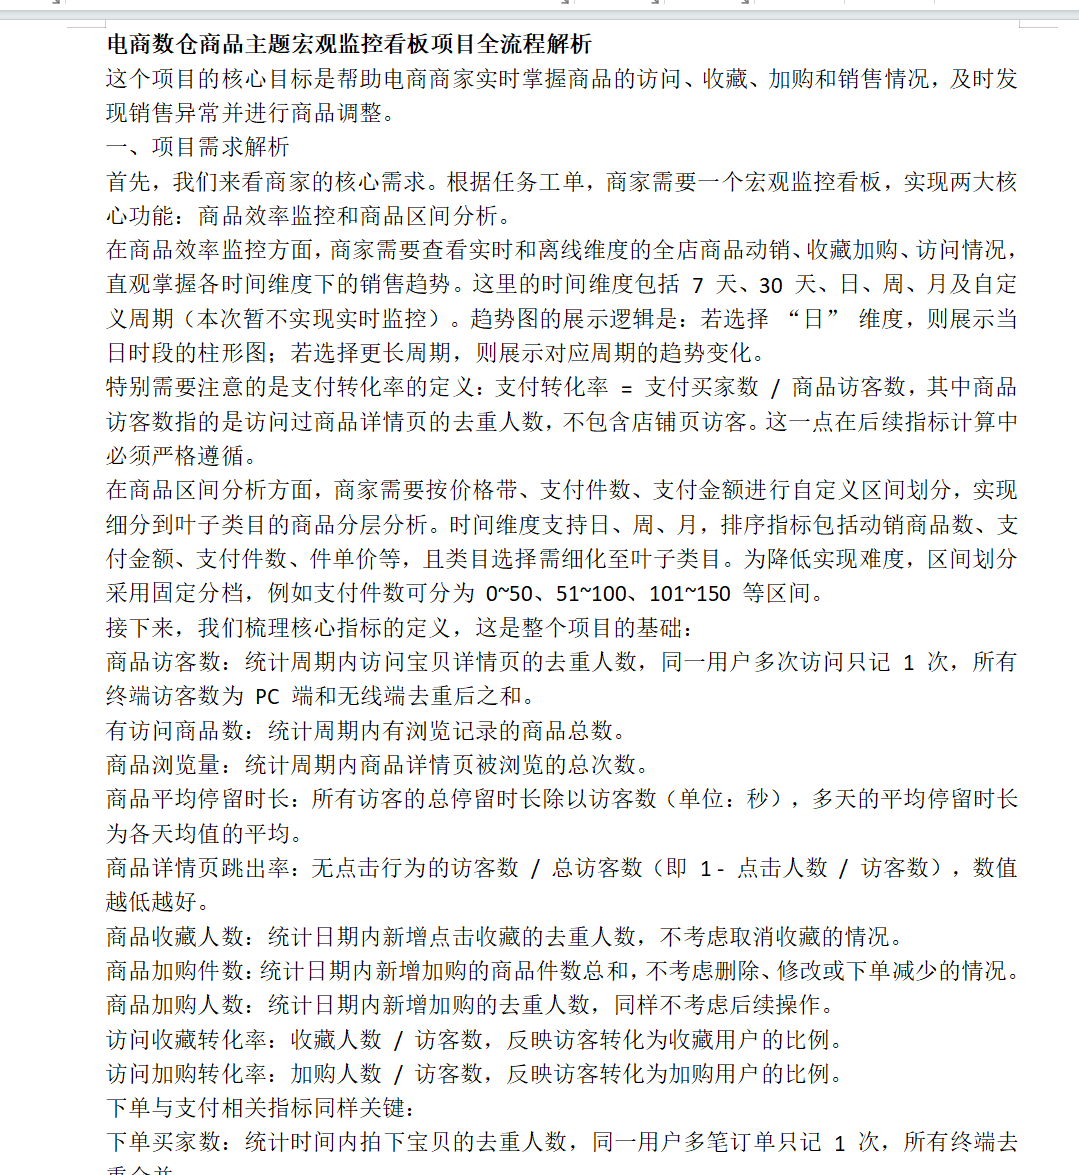 电商数仓商品主题宏观监控看板项目全流程解析
这个项目的核心目标是帮助电商商家实时掌握商品的访问、收藏、加购和销售情况，及时发
现销售异常并进行商品调整。
一、项目需求解析
首先，我们来看商家的核心需求。根据任务工单，商家需要一个宏观监控看板，实现两大核
心功能：商品效率监控和商品区间分析。
在商品效率监控方面，商家需要查看实时和离线维度的全店商品动销、收藏加购、访问情况，
直观掌握各时间维度下的销售趋势。这里的时间维度包括 7 天、30 天、日、周、月及自定
义周期（本次暂不实现实时监控）。趋势图的展示逻辑是：若选择 “日” 维度，则展示当
日时段的柱形图；若选择更长周期，则展示对应周期的趋势变化。
特别需要注意的是支付转化率的定义：支付转化率 = 支付买家数 / 商品访客数，其中商品
访客数指的是访问过商品详情页的去重人数，不包含店铺页访客。这一点在后续指标计算中
必须严格遵循。
在商品区间分析方面，商家需要按价格带、支付件数、支付金额进行自定义区间划分，实现
细分到叶子类目的商品分层分析。时间维度支持日、周、月，排序指标包括动销商品数、支
付金额、支付件数、件单价等，且类目选择需细化至叶子类目。为降低实现难度，区间划分
采用固定分档，例如支付件数可分为 0~50、51~100、101~150 等区间。
接下来，我们梳理核心指标的定义，这是整个项目的基础：
商品访客数：统计周期内访问宝贝详情页的去重人数，同一用户多次访问只记 1 次，所有
终端访客数为 PC 端和无线端去重后之和。
有访问商品数：统计周期内有浏览记录的商品总数。
商品浏览量：统计周期内商品详情页被浏览的总次数。
商品平均停留时长：所有访客的总停留时长除以访客数（单位：秒），多天的平均停留时长
为各天均值的平均。
商品详情页跳出率：无点击行为的访客数 / 总访客数（即 1 - 点击人数 / 访客数），数值
越低越好。
商品收藏人数：统计日期内新增点击收藏的去重人数，不考虑取消收藏的情况。
商品加购件数：统计日期内新增加购的商品件数总和，不考虑删除、修改或下单减少的情况。
商品加购人数：统计日期内新增加购的去重人数，同样不考虑后续操作。
访问收藏转化率：收藏人数 / 访客数，反映访客转化为收藏用户的比例。
访问加购转化率：加购人数 / 访客数，反映访客转化为加购用户的比例。
下单与支付相关指标同样关键：
下单买家数：统计时间内拍下宝贝的去重人数，同一用户多笔订单只记 1 次，所有终端去